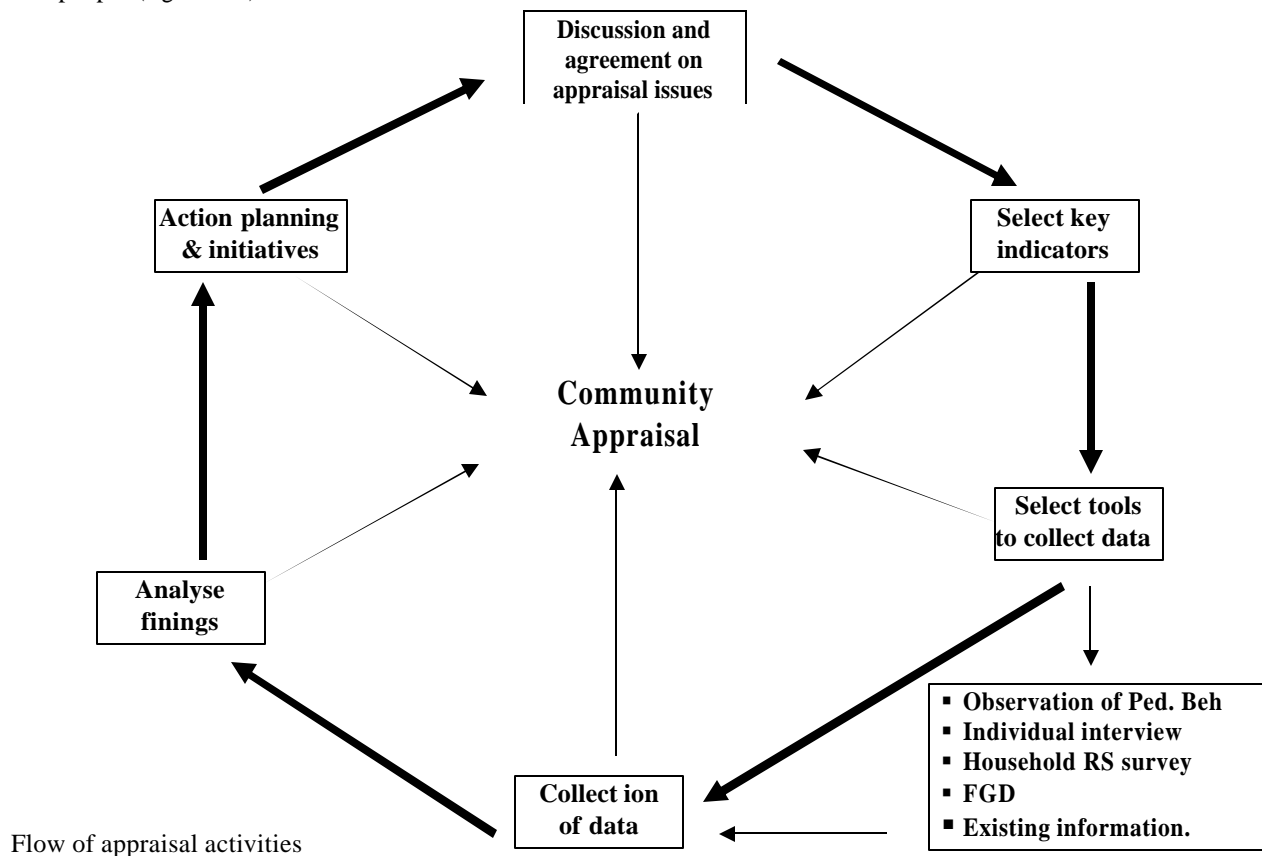 Discussion and
agreement on
appraisal issues
Action planning
& initiatives
Select key
indicators
Community
Appraisal
Select tools
to collect data
Analyse
finings
▪ Observation of Ped. Beh
▪ Individual interview
▪ Household RS survey
▪ FGD
▪ Existing information.
Collect ion
of data
Flow of appraisal activities